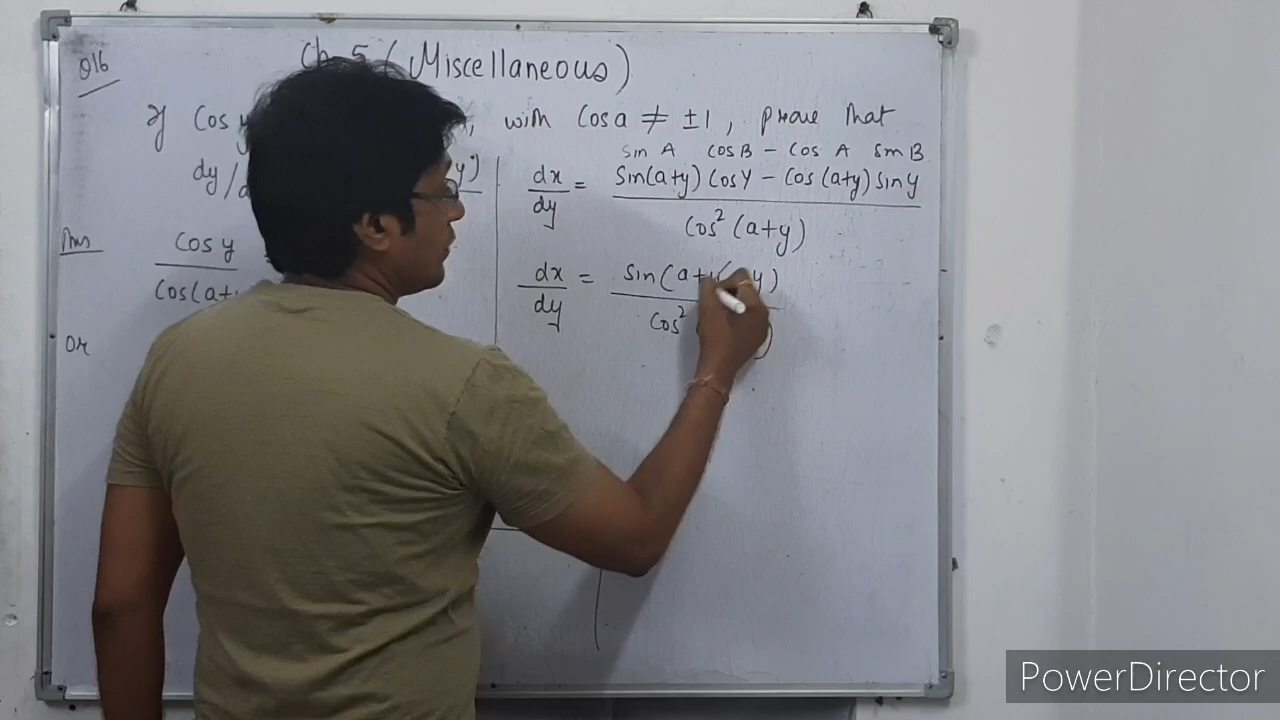 Q16
Ch-5 (Miscellaneous)
If Cos y with Cos a ≠ ±1, prove that
dy/d
Ans
Cos y
Cos(a+
Or
sin A cos B - cos A sin B
dx/dy = Sin(a+y) Cos y - Cos(a+y) sin y
Cos² (a+y)
dx/dy = Sin(a+y y)
Cos²
PowerDirector